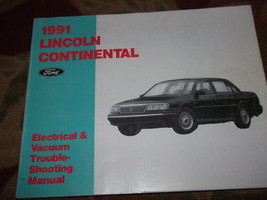 1991
LINCOLN
CONTINENTAL
Ford
Electrical &
Vacuum
Trouble-
Shooting
Manual